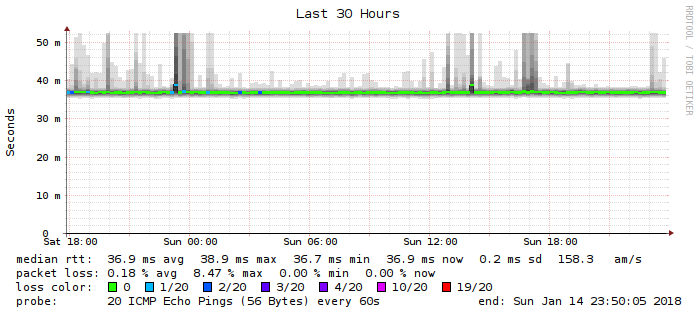 Last 30 Hours
RRDTOOL / TOBI OETIKER
Seconds
50 m
40 m
30 m
20 m
10 m
0
Sat 18:00 Sun 00:00 Sun 06:00 Sun 12:00 Sun 18:00
median rtt: 36.9 ms avg 38.9 ms max 36.7 ms min 36.9 ms now 0.2 ms sd 158.3 am/s
packet loss: 0.18 % avg 8.47 % max 0.00 % min 0.00 % now
loss color: 0 1/20 2/20 3/20 4/20 10/20 19/20
probe: 20 ICMP Echo Pings (56 Bytes) every 60s end: Sun Jan 14 23:50:05 2018